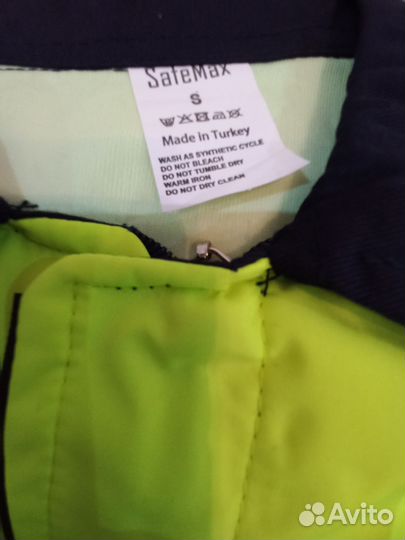 SafeMax
S
Made in Turkey
WASH AS SYNTHETIC CYCLE
DO NOT BLEACH
DO NOT TUMBLE DRY
WARM IRON
DO NOT DRY CLEAN
Avito